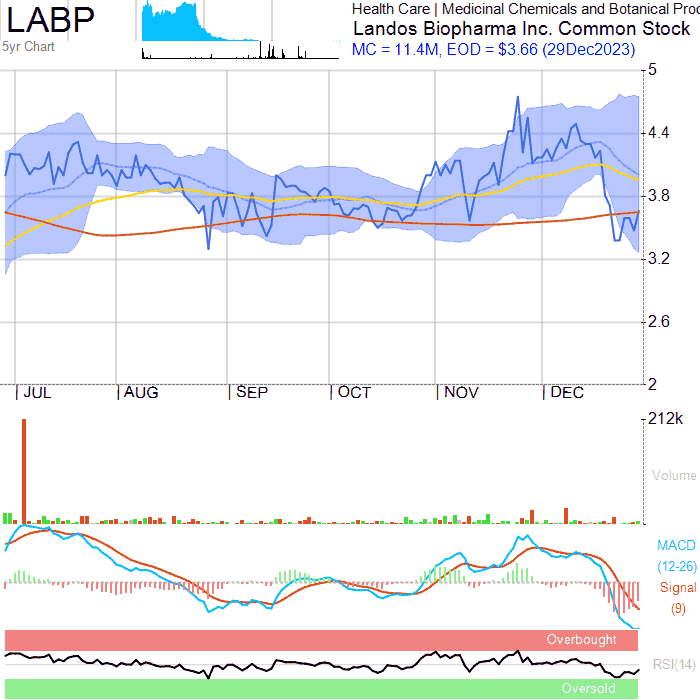 LABP
5yr Chart
Health Care | Medicinal Chemicals and Botanical Proc
Landos Biopharma Inc. Common Stock
MC = 11.4M, EOD = $3.66 (29Dec2023)
5
4.4
3.8
3.2
2.6
2
JUL AUG SEP OCT NOV DEC
212k
Volume
MACD
(12-26)
Signal
(9)
Overbought
RSI(14)
Oversold